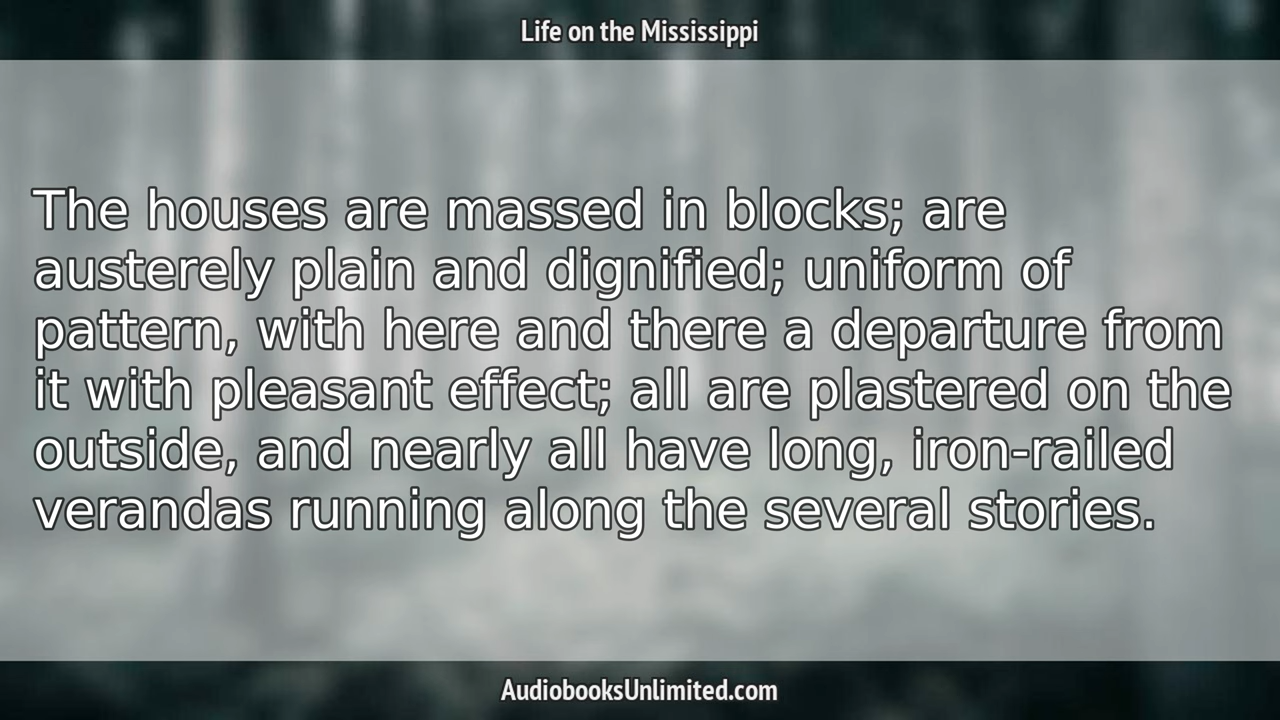 Life on the Mississippi
The houses are massed in blocks; are
austerely plain and dignified; uniform of
pattern, with here and there a departure from
it with pleasant effect; all are plastered on the
outside, and nearly all have long, iron-railed
verandas running along the several stories.
AudiobooksUnlimited.com